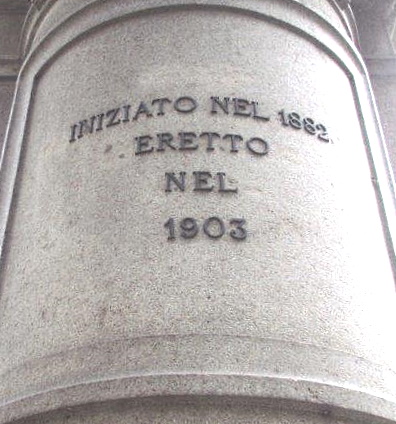 INIZIATO NEL 1882.
ERETTO
NEL
1903